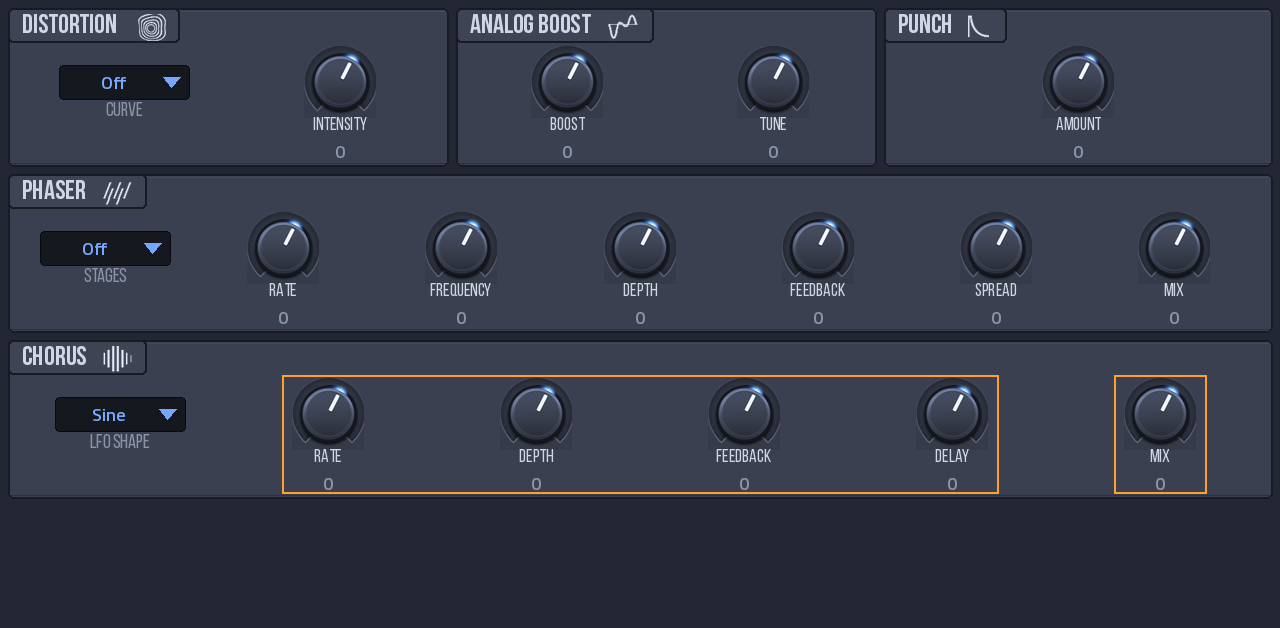 DISTORTION
ANALOG BOOST
PUNCH
Off
CURVE
INTENSITY
0
BOOST
0
TUNE
0
AMOUNT
0
PHASER
Off
STAGES
RATE
0
FREQUENCY
0
DEPTH
0
FEEDBACK
0
SPREAD
0
MIX
0
CHORUS
Sine
LFO SHAPE
RATE
0
DEPTH
0
FEEDBACK
0
DELAY
0
MIX
0